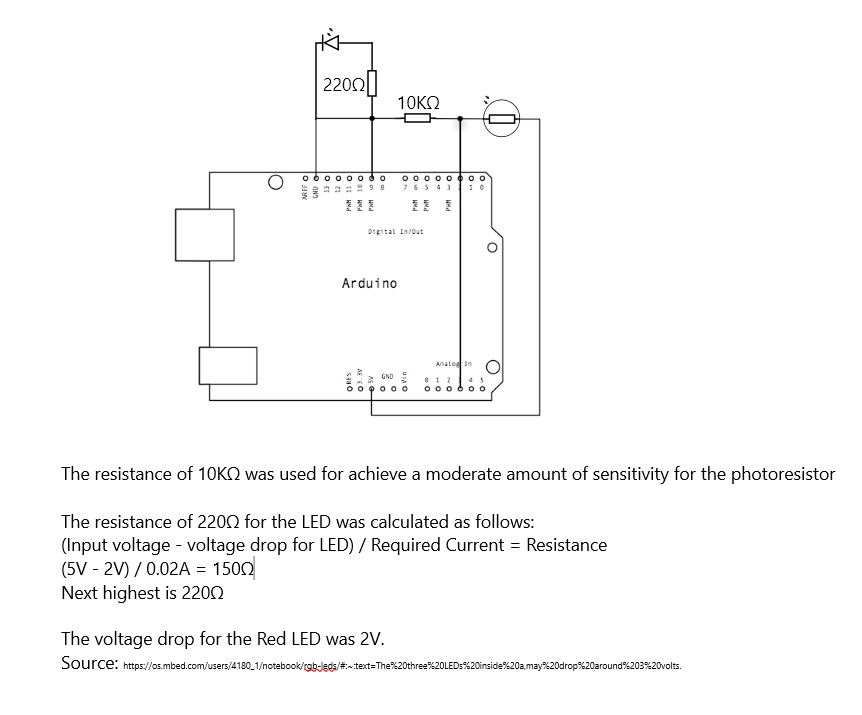 220Ω
10KΩ
AREF GND 13 12 11 10 9 8 7 6 5 4 3 1 0
PWM PWM PWM PWM PWM PWM
Digital In/Out
Arduino
Analog In
RES 3.3V 5V GND Vin 0 1 2 4 5
The resistance of 10KΩ was used for achieve a moderate amount of sensitivity for the photoresistor
The resistance of 220Ω for the LED was calculated as follows:
(Input voltage - voltage drop for LED) / Required Current = Resistance
(5V - 2V) / 0.02A = 150Ω
Next highest is 220Ω
The voltage drop for the Red LED was 2V.
Source: https://os.mbed.com/users/4180_1/notebook/rgb-leds/#:~:text=The%20three%20LEDs%20inside%20a,may%20drop%20around%203%20volts.